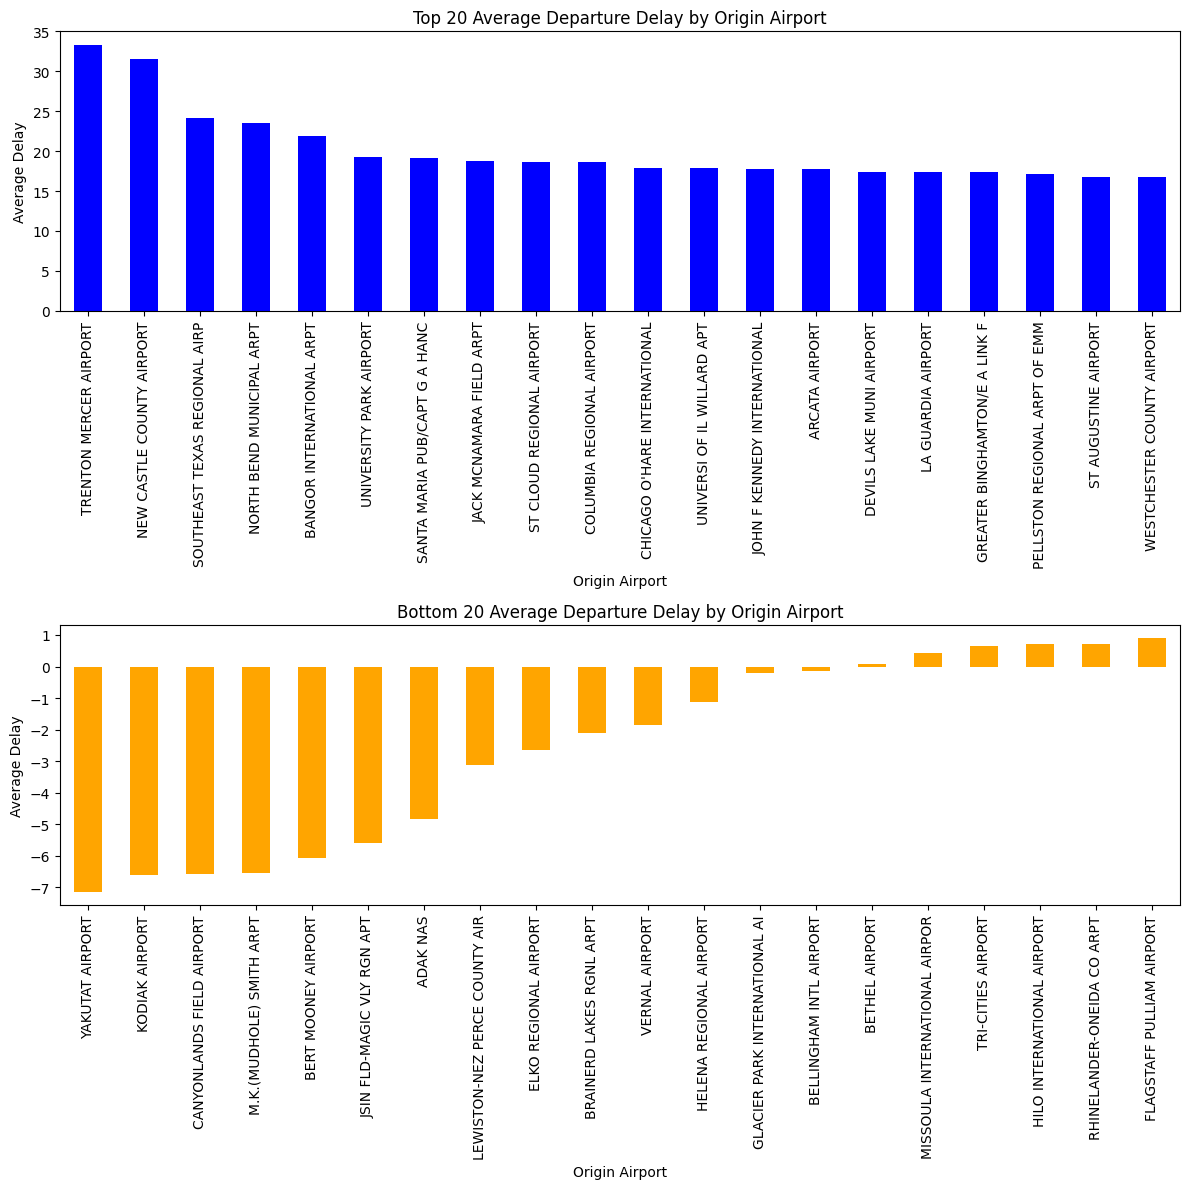 Top 20 Average Departure Delay by Origin Airport
35
30
25
20
15
10
5
0
Average Delay
TRENTON MERCER AIRPORT
NEW CASTLE COUNTY AIRPORT
SOUTHEAST TEXAS REGIONAL AIRP
NORTH BEND MUNICIPAL ARPT
BANGOR INTERNATIONAL ARPT
UNIVERSITY PARK AIRPORT
SANTA MARIA PUB/CAPT G A HANC
JACK MCNAMARA FIELD ARPT
ST CLOUD REGIONAL AIRPORT
COLUMBIA REGIONAL AIRPORT
CHICAGO O'HARE INTERNATIONAL
UNIVERSI OF IL WILLARD APT
JOHN F KENNEDY INTERNATIONAL
ARCATA AIRPORT
DEVILS LAKE MUNI AIRPORT
LA GUARDIA AIRPORT
GREATER BINGHAMTON/E A LINK F
PELLSTON REGIONAL ARPT OF EMM
ST AUGUSTINE AIRPORT
WESTCHESTER COUNTY AIRPORT
Origin Airport
Bottom 20 Average Departure Delay by Origin Airport
1
0
−1
−2
−3
−4
−5
−6
−7
Average Delay
YAKUTAT AIRPORT
KODIAK AIRPORT
CANYONLANDS FIELD AIRPORT
M.K.(MUDHOLE) SMITH ARPT
BERT MOONEY AIRPORT
JSIN FLD-MAGIC VLY RGN APT
ADAK NAS
LEWISTON-NEZ PERCE COUNTY AIR
ELKO REGIONAL AIRPORT
BRAINERD LAKES RGNL ARPT
VERNAL AIRPORT
HELENA REGIONAL AIRPORT
GLACIER PARK INTERNATIONAL AI
BELLINGHAM INTL AIRPORT
BETHEL AIRPORT
MISSOULA INTERNATIONAL AIRPOR
TRI-CITIES AIRPORT
HILO INTERNATIONAL AIRPORT
RHINELANDER-ONEIDA CO ARPT
FLAGSTAFF PULLIAM AIRPORT
Origin Airport